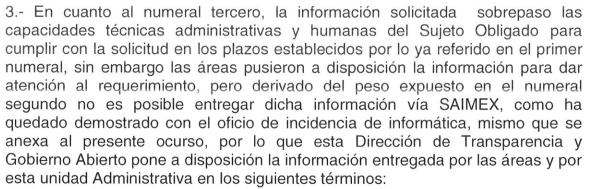 3.- En cuanto al numeral tercero, la información solicitada sobrepaso las
capacidades técnicas administrativas y humanas del Sujeto Obligado para
cumplir con la solicitud en los plazos establecidos por lo ya referido en el primer
numeral, sin embargo las áreas pusieron a disposición la información para dar
atención al requerimiento, pero derivado del peso expuesto en el numeral
segundo no es posible entregar dicha información vía SAIMEX, como ha
quedado demostrado con el oficio de incidencia de informática, mismo que se
anexa al presente ocurso, por lo que esta Dirección de Transparencia y
Gobierno Abierto pone a disposición la información entregada por las áreas y por
esta unidad Administrativa en los siguientes términos: